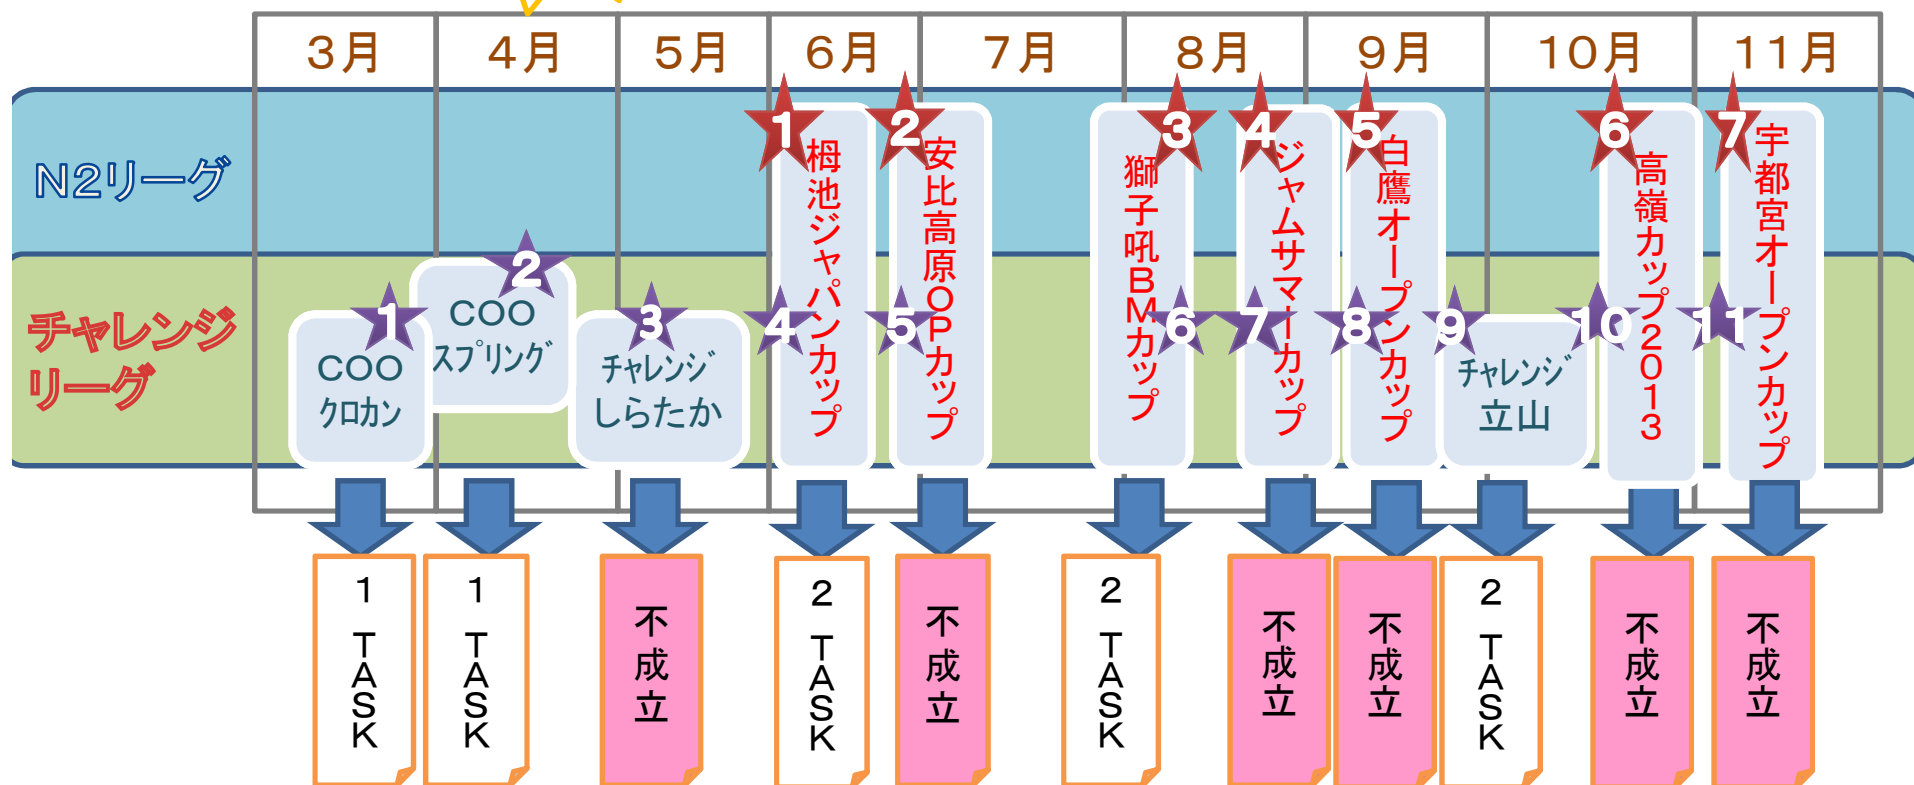 3月
4月
5月
6月
7月
8月
9月
10月
11月
N2リーグ
チャレンジ
リーグ
1
栂池ジャパンカップ
2
安比高原OPカップ
3
獅子吼BMカップ
4
ジャムサマーカップ
5
白鷹オープンカップ
6
高嶺カップ2013
7
宇都宮オープンカップ
1
COO
クロカン
2
COO
スプリング
3
チャレンジ
しらたか
4
5
6
7
8
9
チャレンジ
立山
10
11
1 TASK
1 TASK
不成立
2 TASK
不成立
2 TASK
不成立
不成立
2 TASK
不成立
不成立